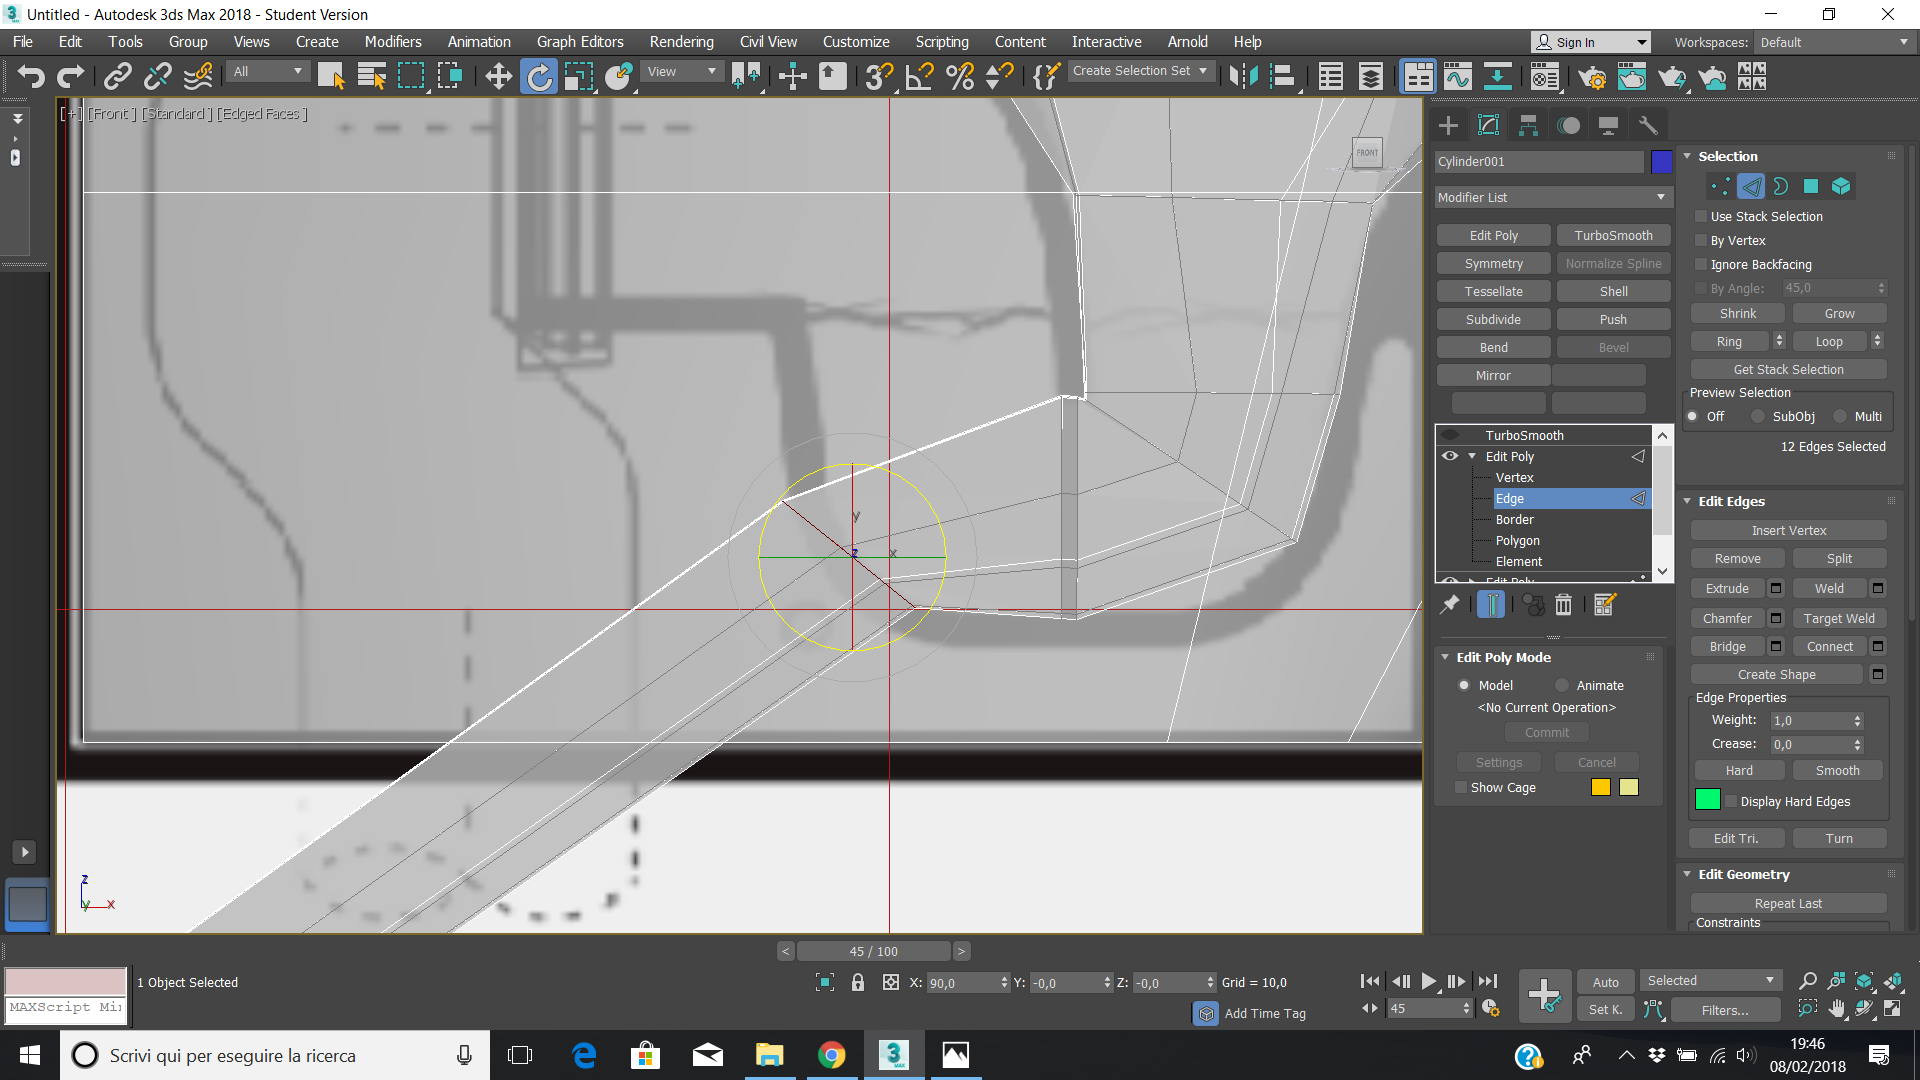 Untitled - Autodesk 3ds Max 2018 - Student Version
File Edit Tools Group Views Create Modifiers Animation Graph Editors Rendering Civil View Customize Scripting Content Interactive Arnold Help
Sign In
Workspaces: Default
All
View
Create Selection Set
[+] [Front ] [Standard ] [Edged Faces ]
FRONT
y
z
x
z
y
x
Cylinder001
Modifier List
Edit Poly TurboSmooth
Symmetry Normalize Spline
Tessellate Shell
Subdivide Push
Bend Bevel
Mirror
TurboSmooth
Edit Poly
Vertex
Edge
Border
Polygon
Element
Edit Poly
Edit Poly Mode
Model Animate
<No Current Operation>
Commit
Settings Cancel
Show Cage
Selection
Use Stack Selection
By Vertex
Ignore Backfacing
By Angle: 45,0
Shrink Grow
Ring Loop
Get Stack Selection
Preview Selection
Off SubObj Multi
12 Edges Selected
Edit Edges
Insert Vertex
Remove Split
Extrude Weld
Chamfer Target Weld
Bridge Connect
Create Shape
Edge Properties
Weight: 1,0
Crease: 0,0
Hard Smooth
Display Hard Edges
Edit Tri. Turn
Edit Geometry
Repeat Last
Constraints
< 45 / 100 >
1 Object Selected
MAXScript Mi
X: 90,0 Y: -0,0 Z: -0,0 Grid = 10,0
Add Time Tag
45
Auto Selected
Set K. Filters...
Scrivi qui per eseguire la ricerca
3
MAX
19:46
08/02/2018